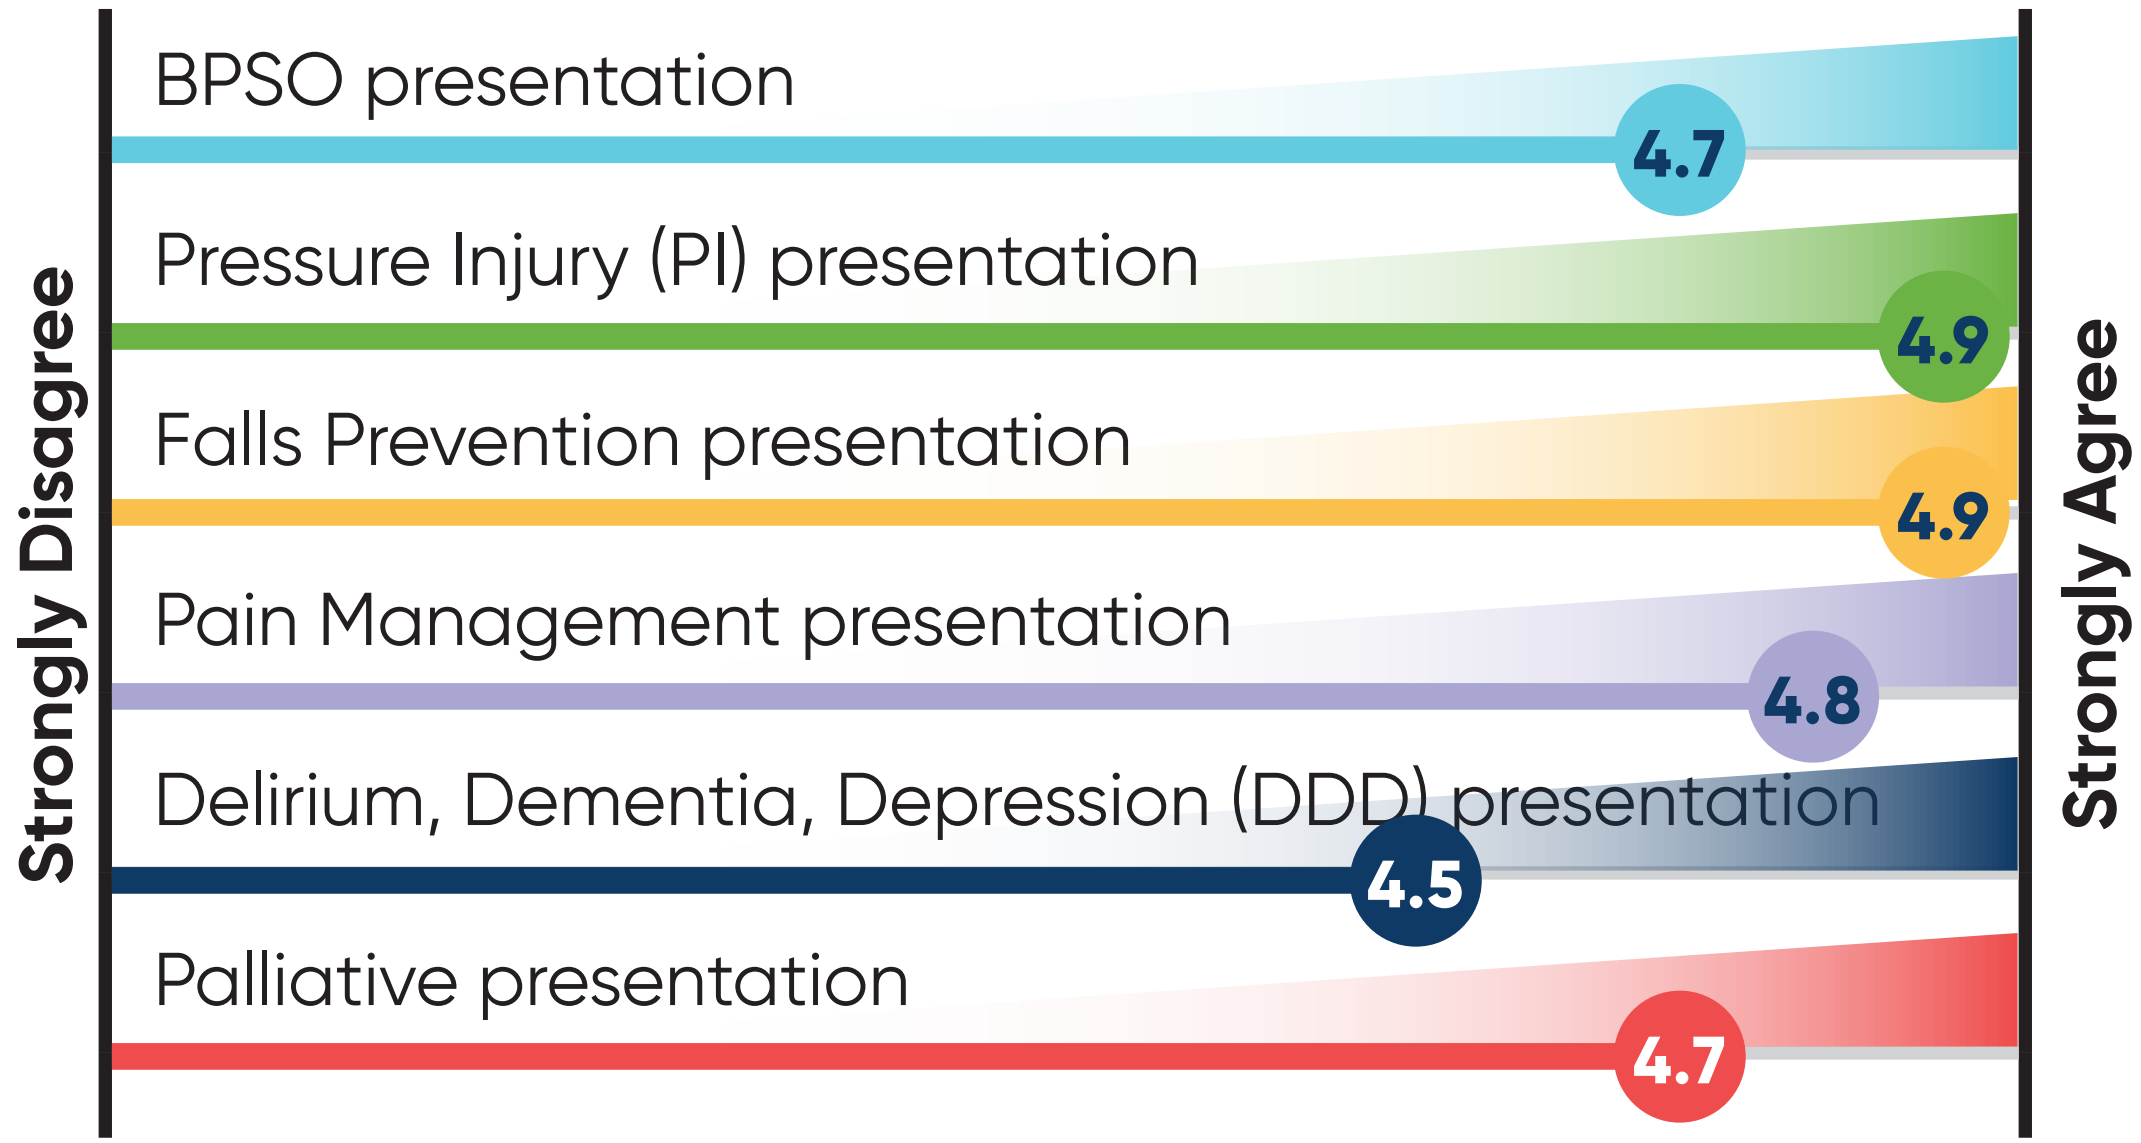 Strongly Disagree
BPSO presentation
4.7
Pressure Injury (PI) presentation
4.9
Falls Prevention presentation
4.9
Pain Management presentation
4.8
Delirium, Dementia, Depression (DDD) presentation
4.5
Palliative presentation
4.7
Strongly Agree